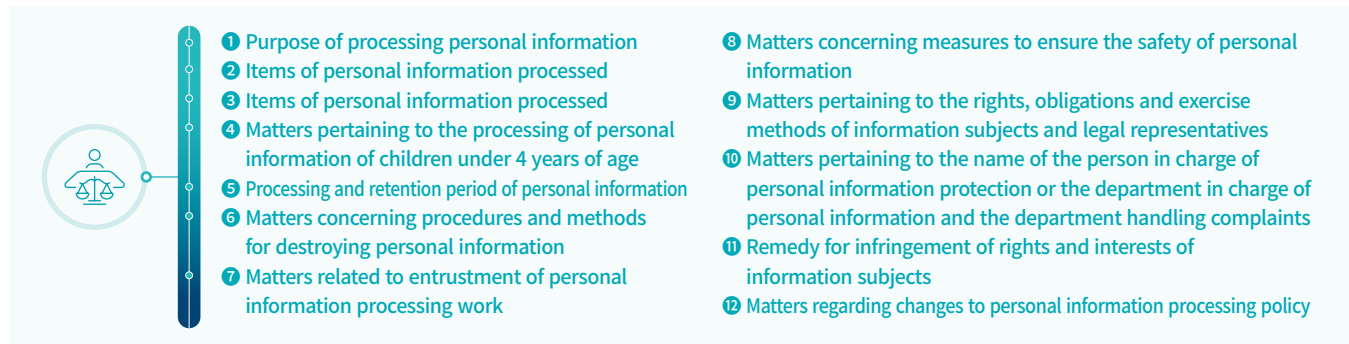 ❶ Purpose of processing personal information
❷ Items of personal information processed
❸ Items of personal information processed
❹ Matters pertaining to the processing of personal
information of children under 4 years of age
❺ Processing and retention period of personal information
❻ Matters concerning procedures and methods
for destroying personal information
❼ Matters related to entrustment of personal
information processing work
❽ Matters concerning measures to ensure the safety of personal
information
❾ Matters pertaining to the rights, obligations and exercise
methods of information subjects and legal representatives
❿ Matters pertaining to the name of the person in charge of
personal information protection or the department in charge of
personal information and the department handling complaints
⓫ Remedy for infringement of rights and interests of
information subjects
⓬ Matters regarding changes to personal information processing policy